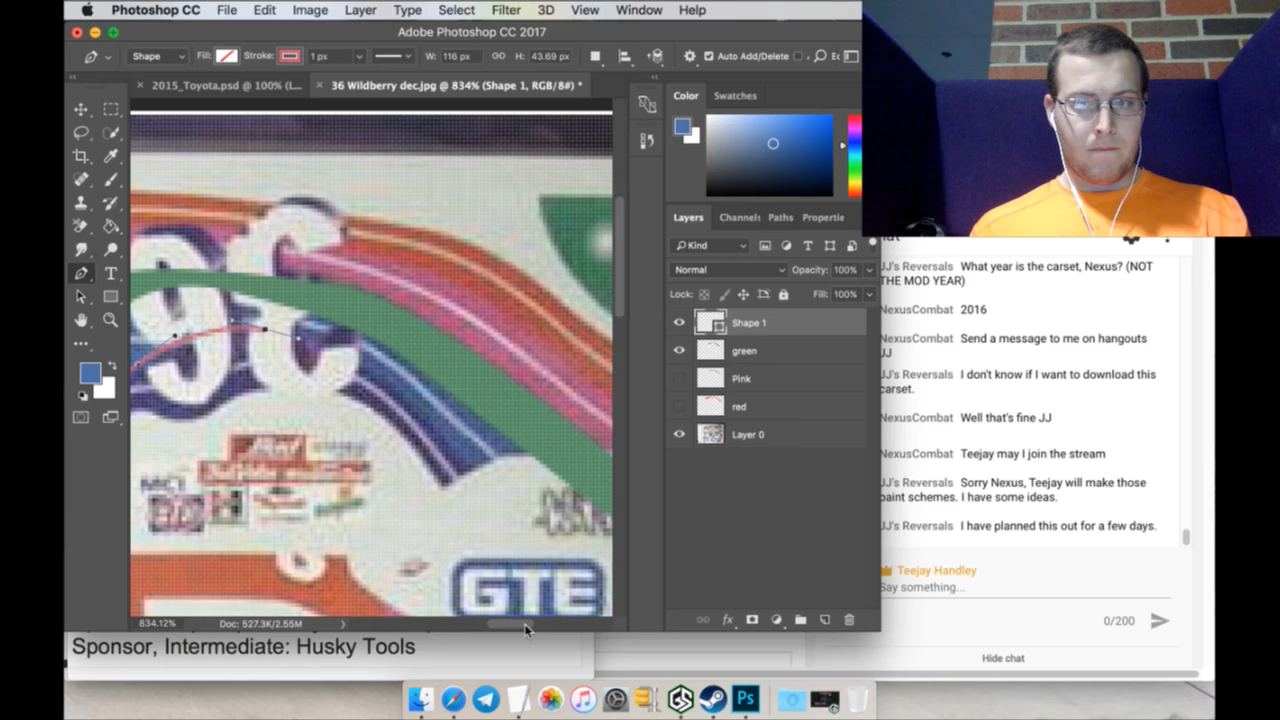 Photoshop CC File Edit Image Layer Type Select Filter 3D View Window Help
Adobe Photoshop CC 2017
Shape Fill: Stroke: 1 px W: 116 px H: 43.69 px Auto Add/Delete
2015_Toyota.psd @ 100% (L... 36 Wildberry dec.jpg @ 834% (Shape 1, RGB/8#) *
Color Swatches
Layers Channel: Paths Propertie
Kind
Normal Opacity: 100%
Lock: Fill: 100%
Shape 1
green
Pink
red
Layer 0
GTE
834.12% Doc: 527.3K/2.55M
Sponsor, Intermediate: Husky Tools
JJ's Reversals What year is the carset, Nexus? (NOT
THE MOD YEAR)
NexusCombat 2016
NexusCombat Send a message to me on hangouts
JJ
JJ's Reversals I don't know if I want to download this
carset.
NexusCombat Well that's fine JJ
NexusCombat Teejay may I join the stream
JJ's Reversals Sorry Nexus, Teejay will make those
paint schemes. I have some ideas.
JJ's Reversals I have planned this out for a few days.
Teejay Handley
Say something...
0/200
Hide chat
GS
Ps